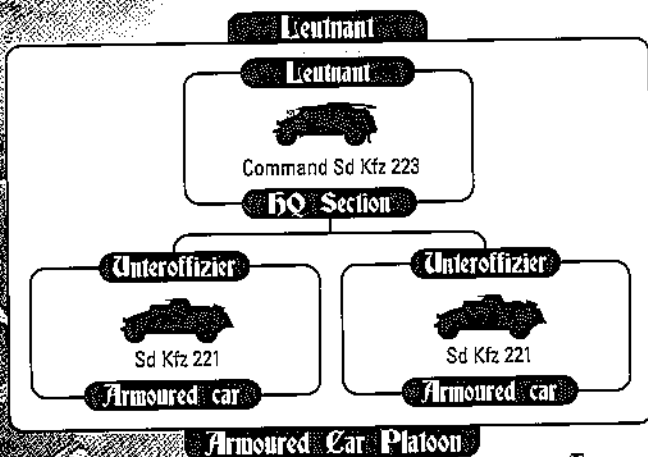 Leutnant
Leutnant
Command Sd Kfz 223
HQ Section
Unteroffizier
Unteroffizier
Sd Kfz 221
Sd Kfz 221
Armoured car
Armoured car
Armoured Car Platoon